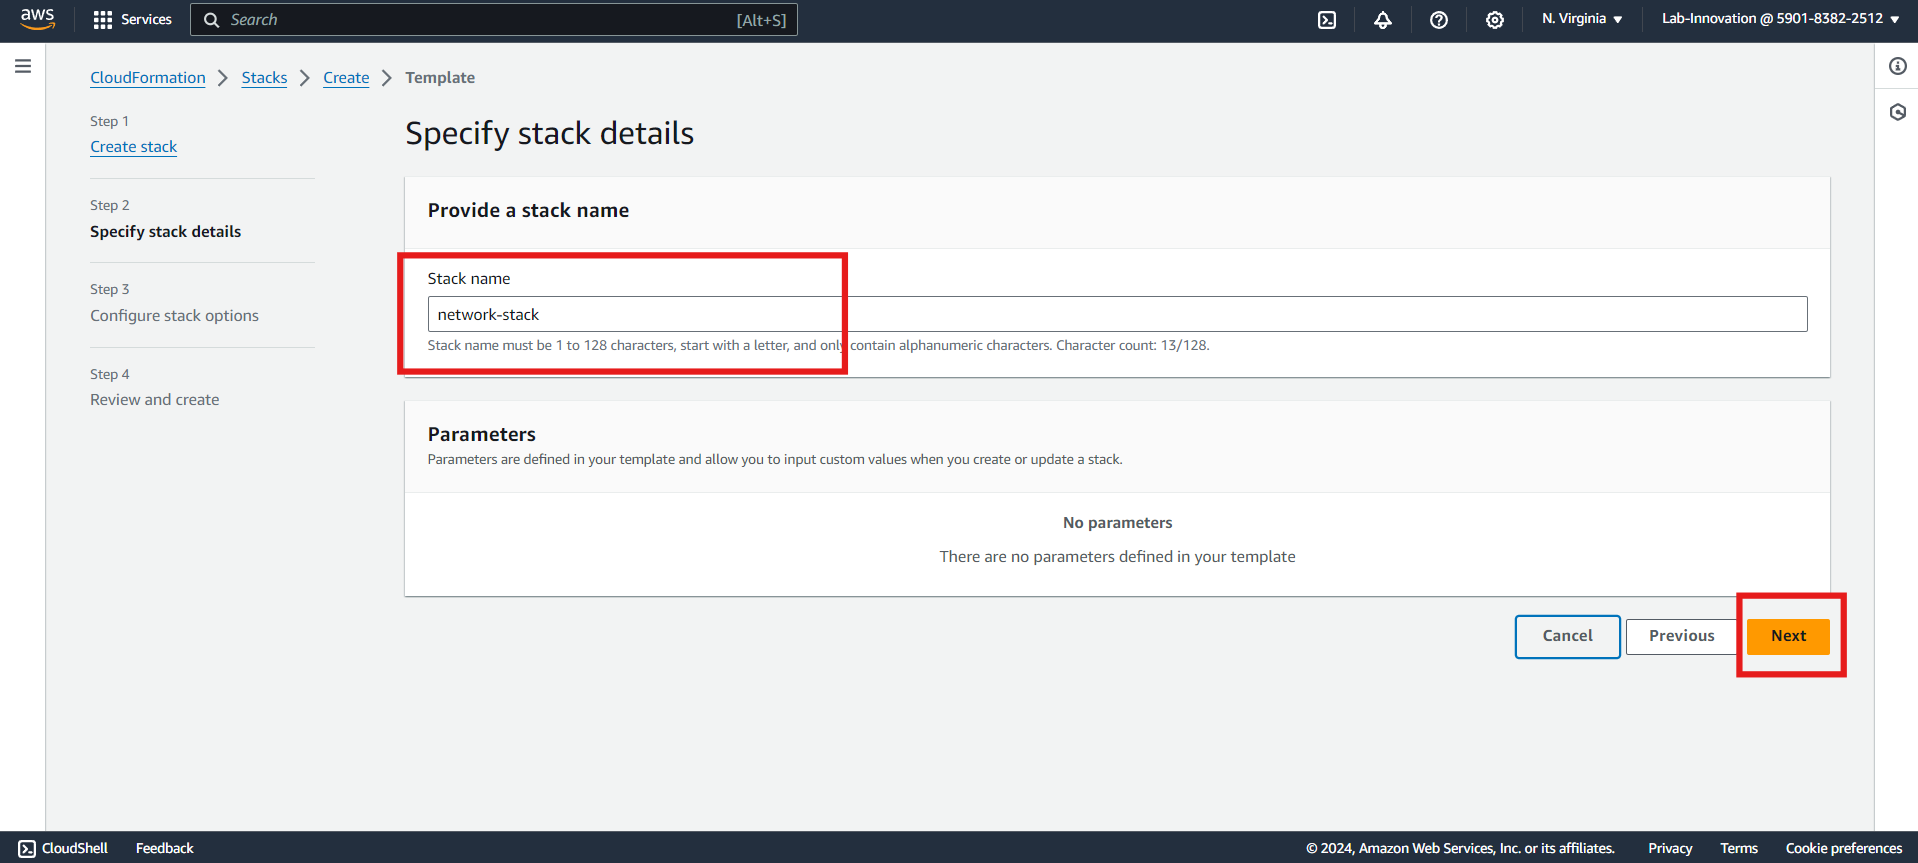 aws Services Search [Alt+S] N. Virginia Lab-Innovation @ 5901-8382-2512
CloudFormation Stacks Create Template
Step 1
Create stack
Step 2
Specify stack details
Step 3
Configure stack options
Step 4
Review and create
Specify stack details
Provide a stack name
Stack name
network-stack
Stack name must be 1 to 128 characters, start with a letter, and only contain alphanumeric characters. Character count: 13/128.
Parameters
Parameters are defined in your template and allow you to input custom values when you create or update a stack.
No parameters
There are no parameters defined in your template
Cancel Previous Next
CloudShell Feedback © 2024, Amazon Web Services, Inc. or its affiliates. Privacy Terms Cookie preferences